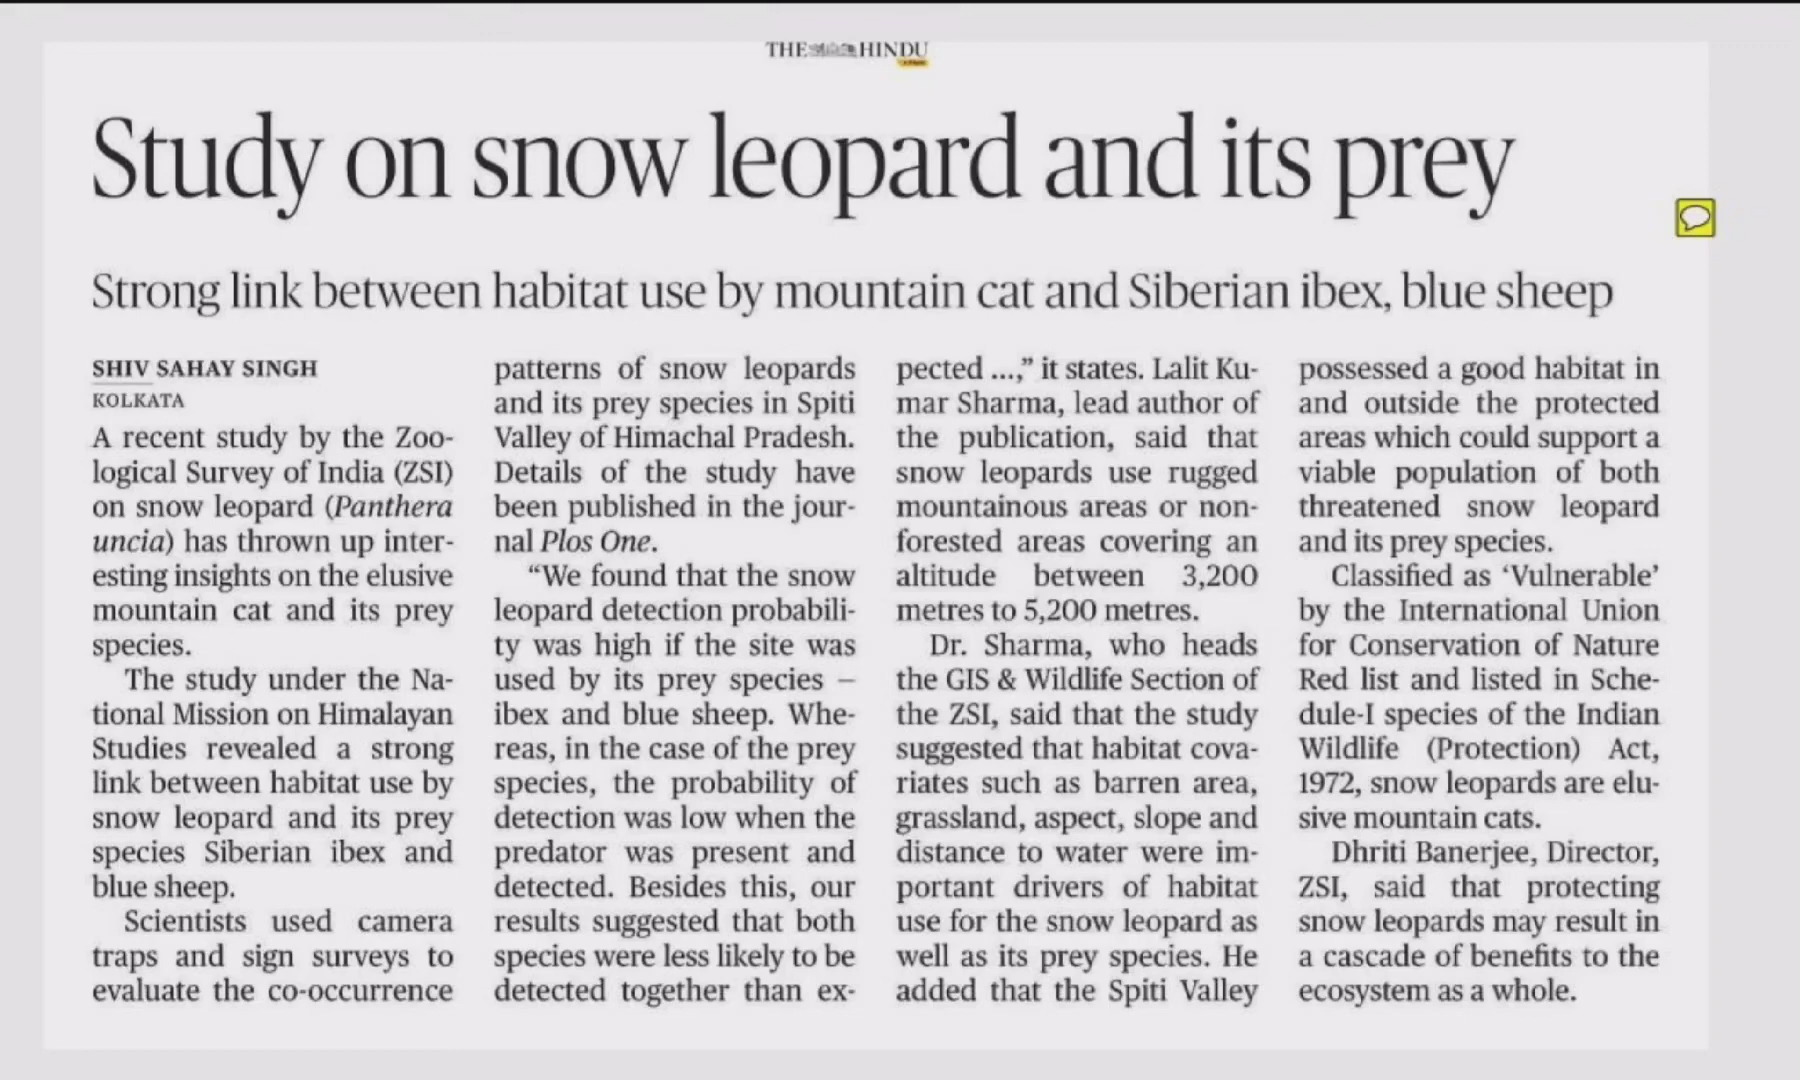 THE HINDU
Study on snow leopard and its prey
Strong link between habitat use by mountain cat and Siberian ibex, blue sheep
SHIV SAHAY SINGH
KOLKATA
A recent study by the Zoo-
logical Survey of India (ZSI)
on snow leopard (Panthera
uncia) has thrown up inter-
esting insights on the elusive
mountain cat and its prey
species.
The study under the Na-
tional Mission on Himalayan
Studies revealed a strong
link between habitat use by
snow leopard and its prey
species Siberian ibex and
blue sheep.
Scientists used camera
traps and sign surveys to
evaluate the co-occurrence
patterns of snow leopards
and its prey species in Spiti
Valley of Himachal Pradesh.
Details of the study have
been published in the jour-
nal Plos One.
“We found that the snow
leopard detection probabili-
ty was high if the site was
used by its prey species –
ibex and blue sheep. Whe-
reas, in the case of the prey
species, the probability of
detection was low when the
predator was present and
detected. Besides this, our
results suggested that both
species were less likely to be
detected together than ex-
pected ...,” it states. Lalit Ku-
mar Sharma, lead author of
the publication, said that
snow leopards use rugged
mountainous areas or non-
forested areas covering an
altitude between 3,200
metres to 5,200 metres.
Dr. Sharma, who heads
the GIS & Wildlife Section of
the ZSI, said that the study
suggested that habitat cova-
riates such as barren area,
grassland, aspect, slope and
distance to water were im-
portant drivers of habitat
use for the snow leopard as
well as its prey species. He
added that the Spiti Valley
possessed a good habitat in
and outside the protected
areas which could support a
viable population of both
threatened snow leopard
and its prey species.
Classified as ‘Vulnerable’
by the International Union
for Conservation of Nature
Red list and listed in Sche-
dule-I species of the Indian
Wildlife (Protection) Act,
1972, snow leopards are elu-
sive mountain cats.
Dhriti Banerjee, Director,
ZSI, said that protecting
snow leopards may result in
a cascade of benefits to the
ecosystem as a whole.